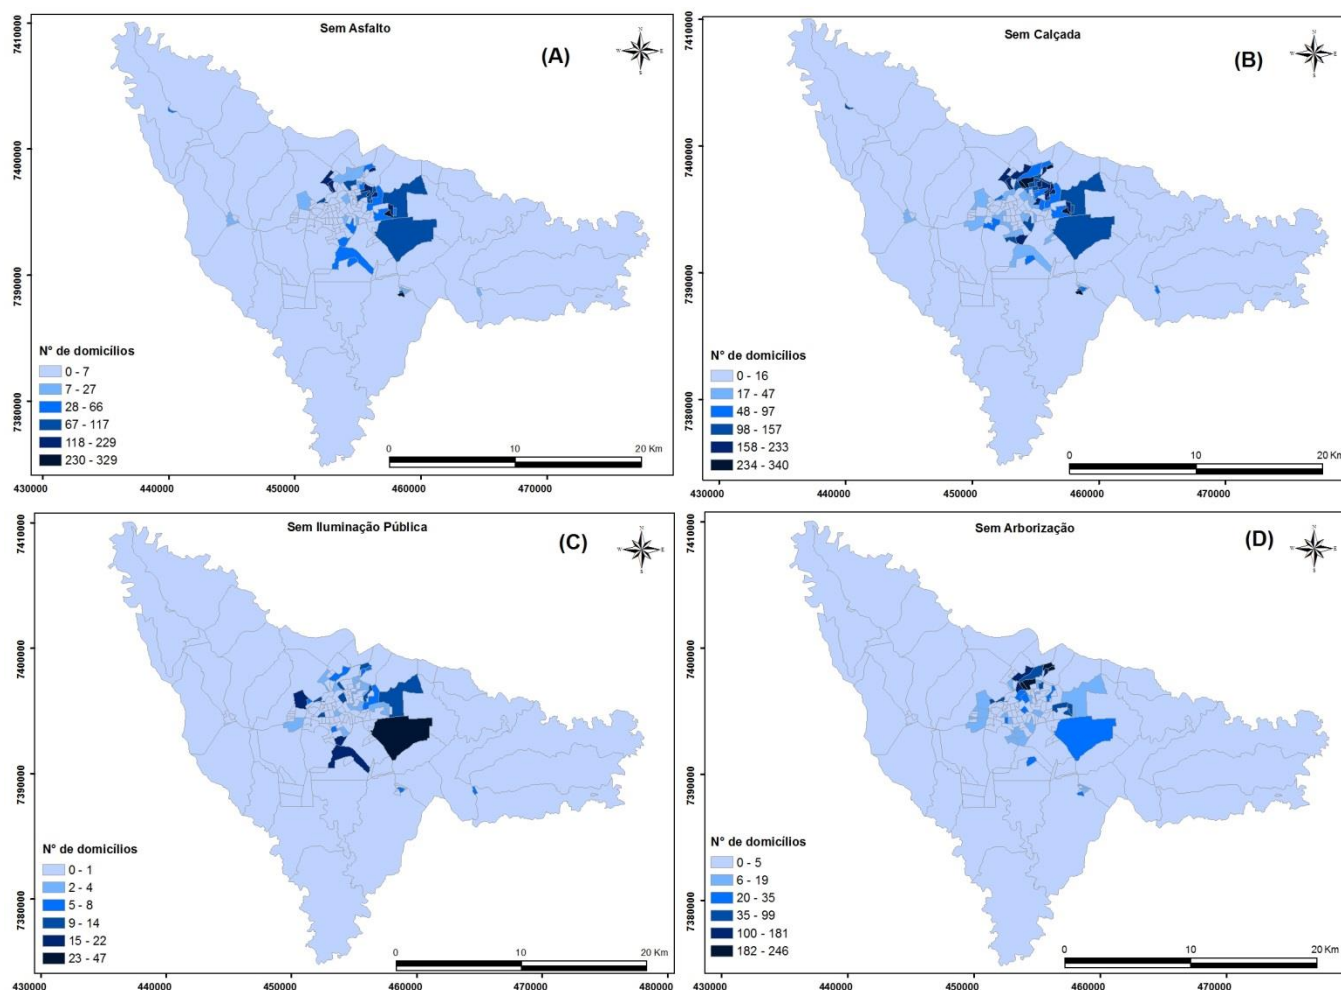 Sem Asfalto
(A)
N
W
E
S
7410000
7400000
7390000
7380000
N° de domicílios
0 - 7
7 - 27
28 - 66
67 - 117
118 - 229
230 - 329
0 10 20 Km
430000 440000 450000 460000 470000
Sem Calçada
(B)
N
W
E
S
7410000
7400000
7390000
7380000
N° de domicílios
0 - 16
17 - 47
48 - 97
98 - 157
158 - 233
234 - 340
0 10 20 Km
430000 440000 450000 460000 470000
Sem Iluminação Pública
(C)
N
W
E
S
7410000
7400000
7390000
7380000
N° de domicílios
0 - 1
2 - 4
5 - 8
9 - 14
15 - 22
23 - 47
0 10 20 Km
430000 440000 450000 460000 470000 480000
Sem Arborização
(D)
N
W
E
S
7410000
7400000
7390000
7380000
N° de domicílios
0 - 5
6 - 19
20 - 35
35 - 99
100 - 181
182 - 246
0 10 20 Km
430000 440000 450000 460000 470000